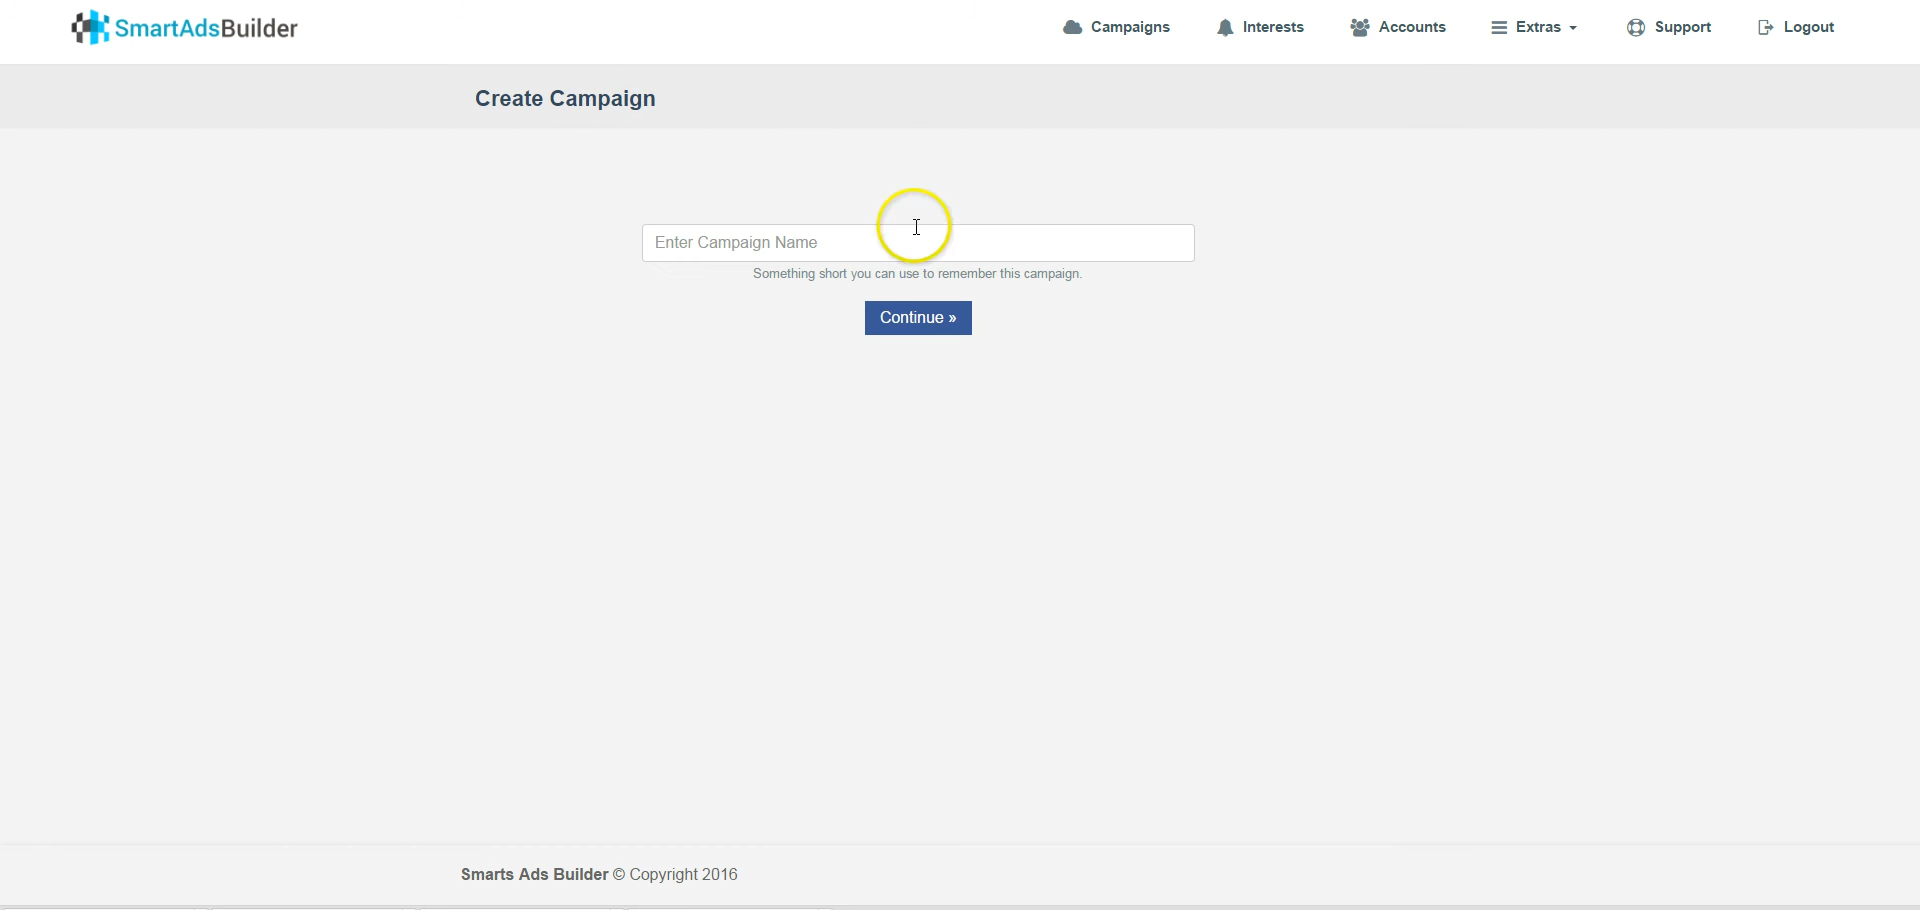 SmartAdsBuilder
Campaigns
Interests
Accounts
Extras
Support
Logout
Create Campaign
Enter Campaign Name
Something short you can use to remember this campaign.
Continue »
Smarts Ads Builder © Copyright 2016